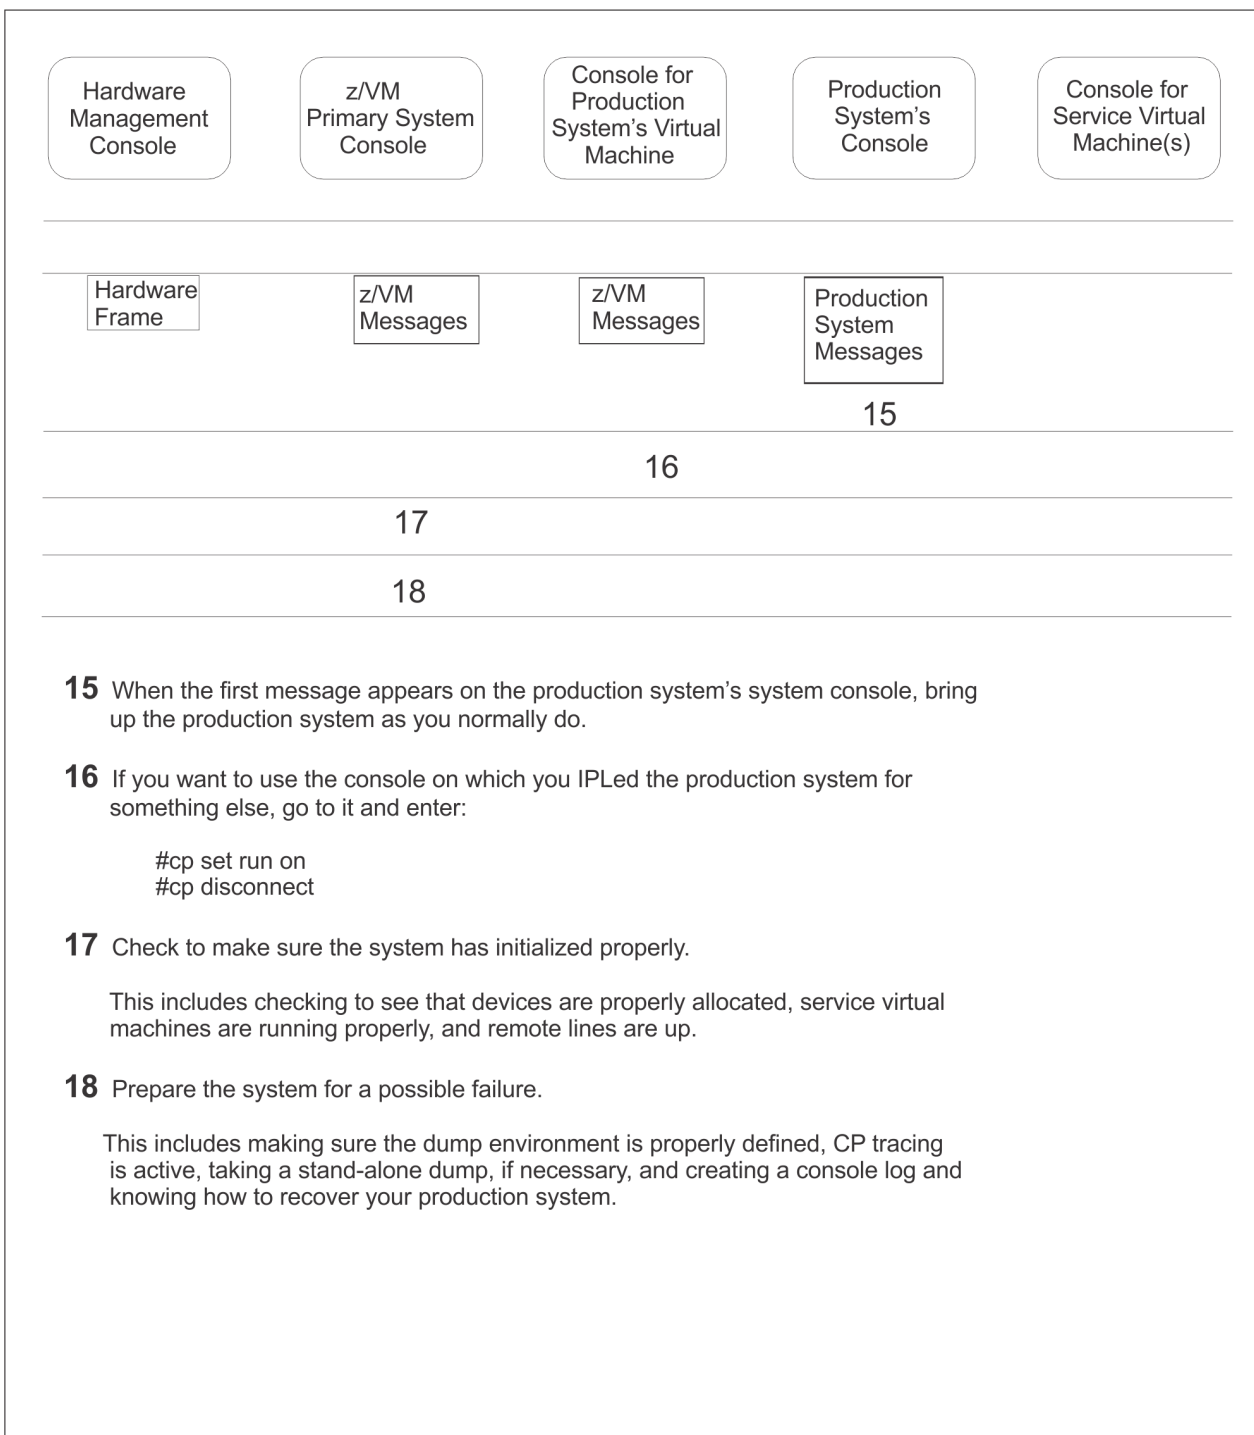 Hardware
Management
Console
z/VM
Primary System
Console
Console for
Production
System's Virtual
Machine
Production
System's
Console
Console for
Service Virtual
Machine(s)
Hardware
Frame
z/VM
Messages
z/VM
Messages
Production
System
Messages
15
16
17
18
15 When the first message appears on the production system's system console, bring
up the production system as you normally do.
16 If you want to use the console on which you IPLed the production system for
something else, go to it and enter:
#cp set run on
#cp disconnect
17 Check to make sure the system has initialized properly.
This includes checking to see that devices are properly allocated, service virtual
machines are running properly, and remote lines are up.
18 Prepare the system for a possible failure.
This includes making sure the dump environment is properly defined, CP tracing
is active, taking a stand-alone dump, if necessary, and creating a console log and
knowing how to recover your production system.